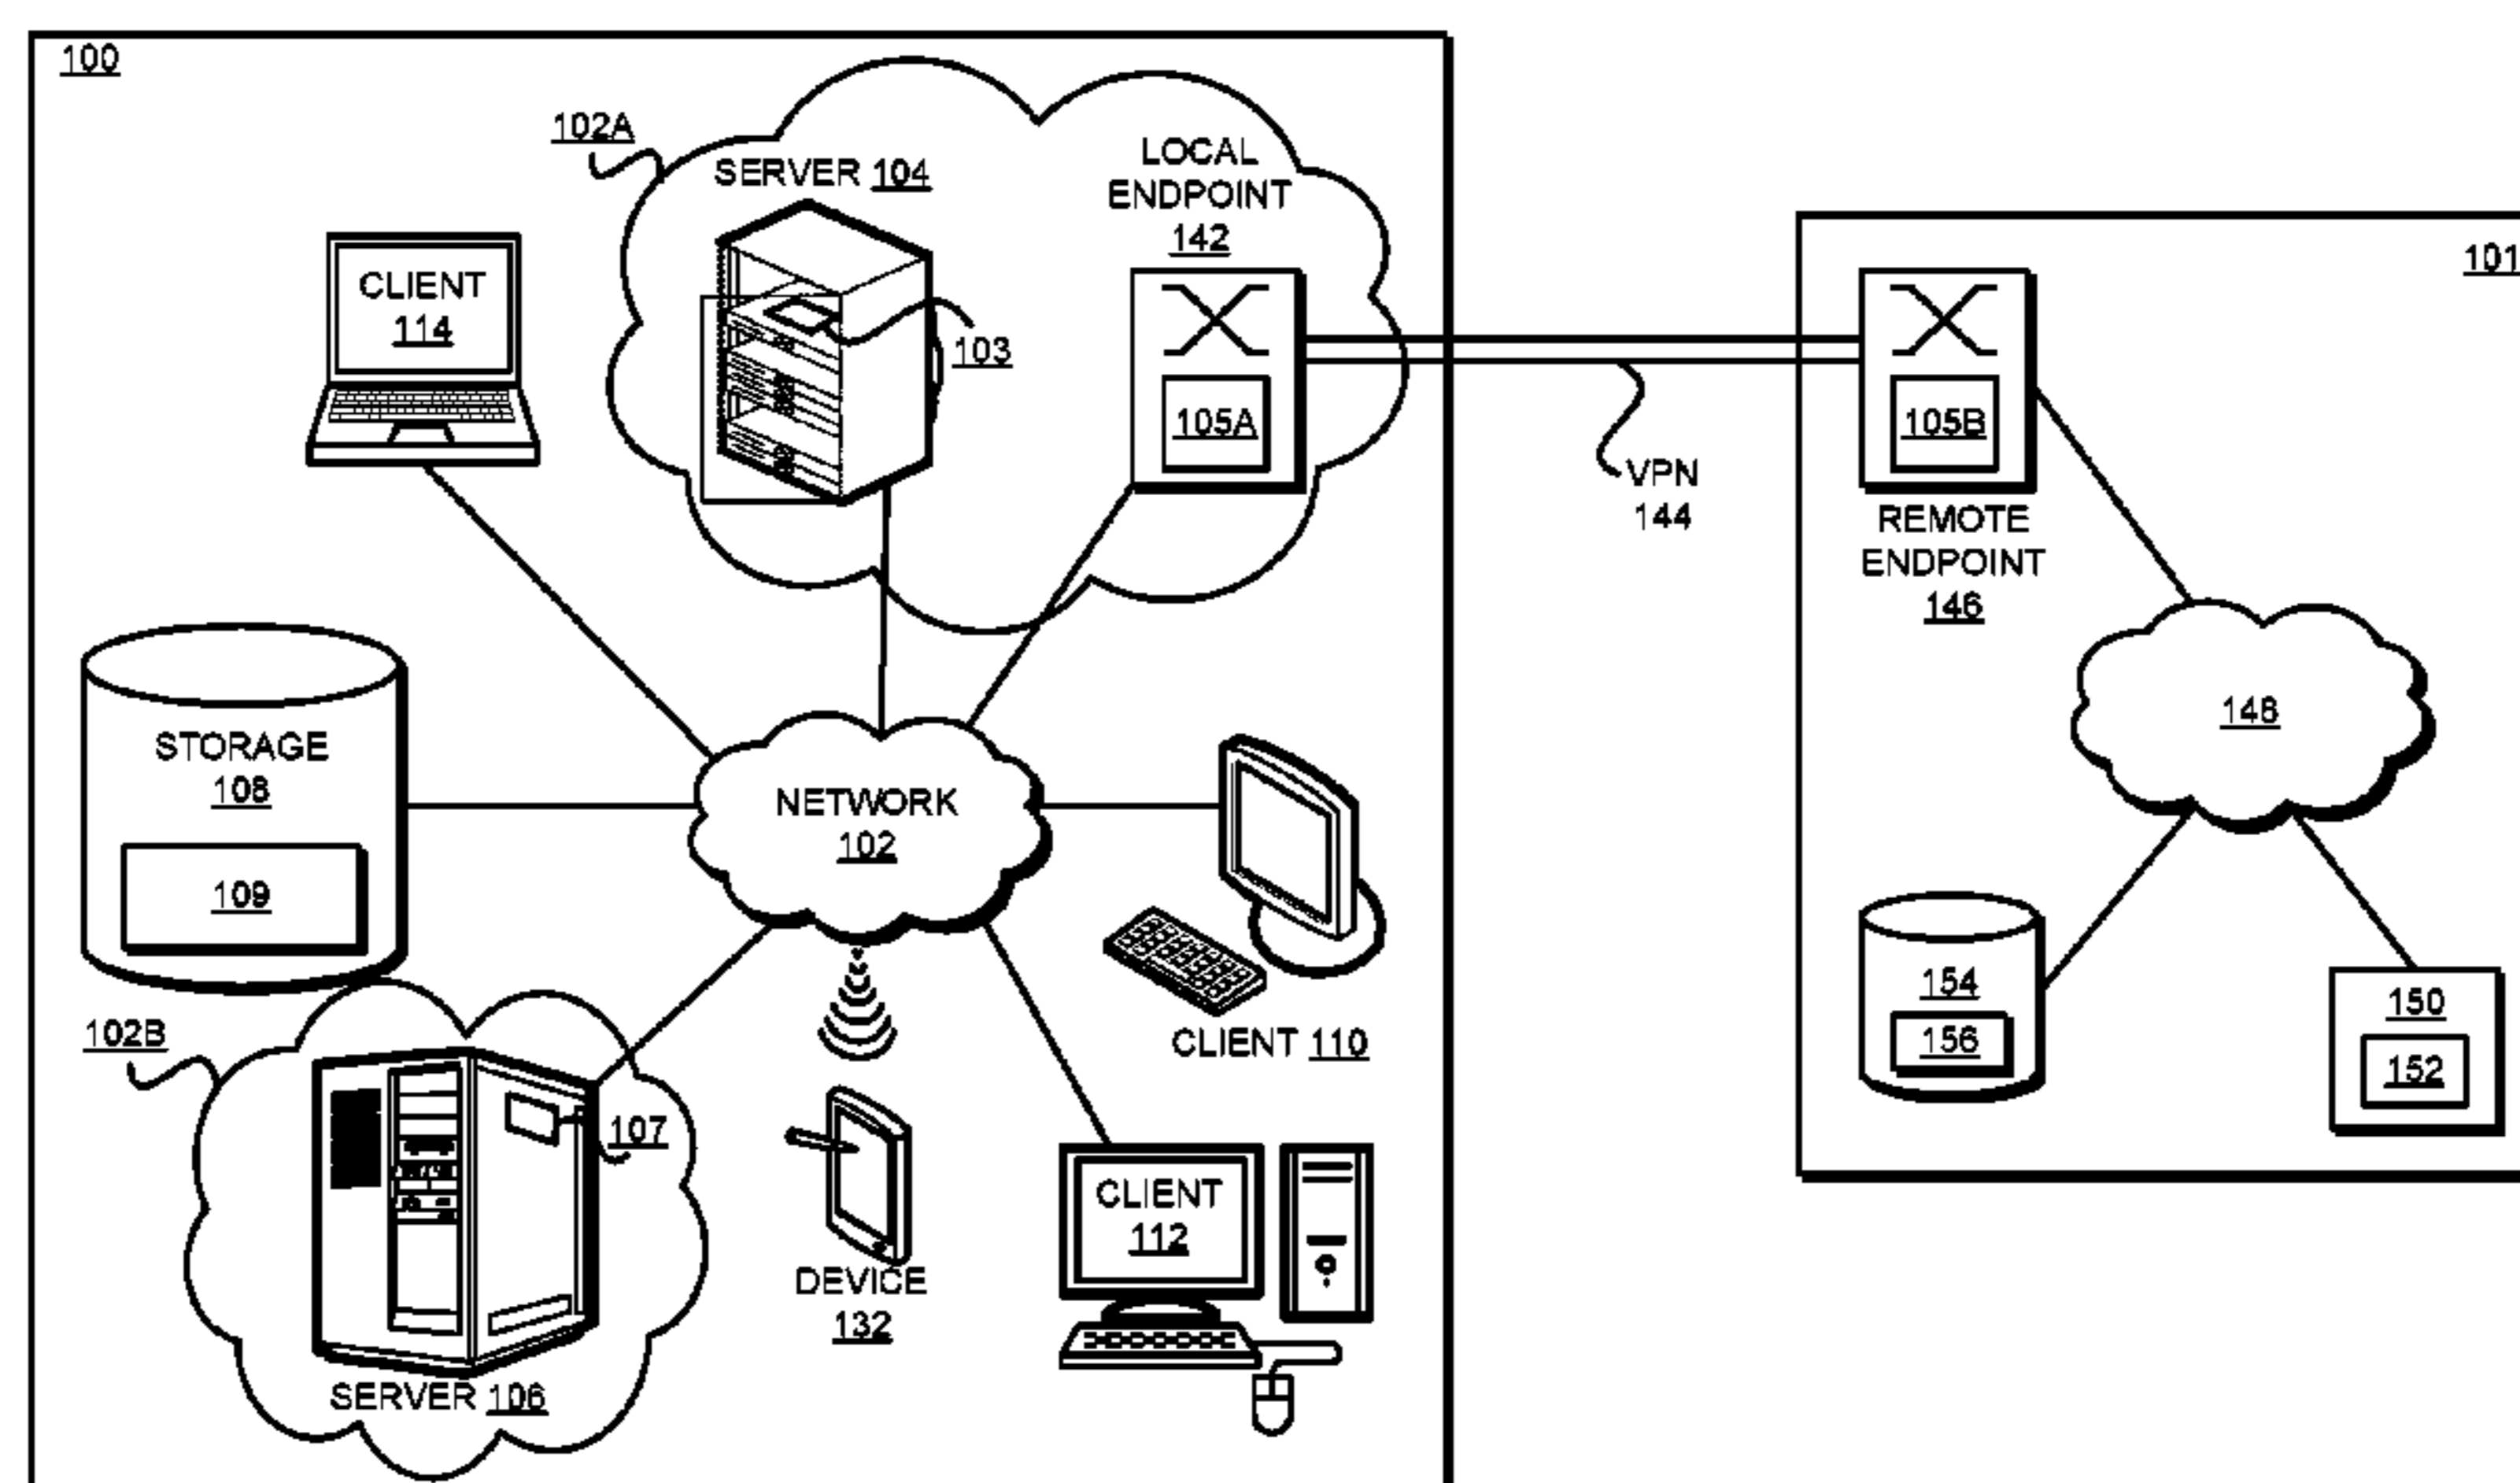 100
102A
SERVER 104
LOCAL
ENDPOINT
142
101
CLIENT
114
103
105A
105B
VPN
144
REMOTE
ENDPOINT
146
148
STORAGE
108
109
NETWORK
102
CLIENT 110
154
156
150
152
102B
107
SERVER 106
DEVICE
132
CLIENT
112